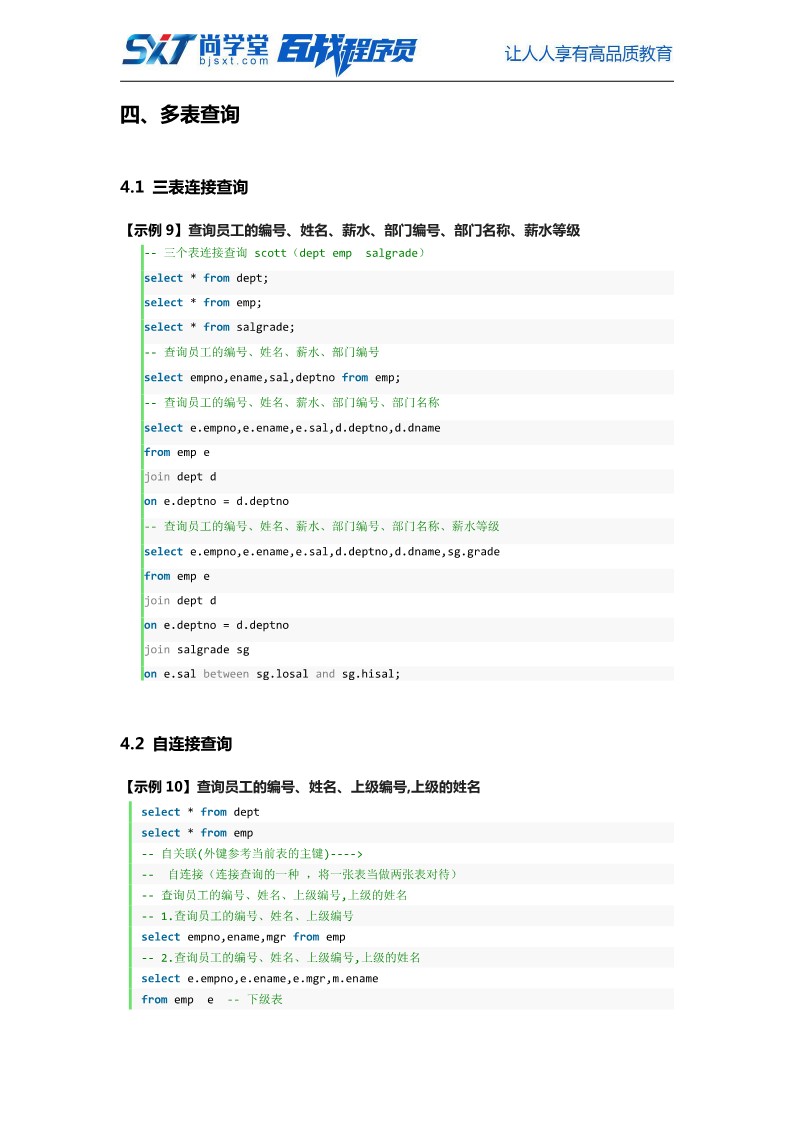 SXT 尚学堂 百战程序员 让人人享有高品质教育
bjsxt.com
四、多表查询
4.1 三表连接查询
【示例 9】查询员工的编号、姓名、薪水、部门编号、部门名称、薪水等级
-- 三个表连接查询 scott（dept emp  salgrade）
select * from dept;
select * from emp;
select * from salgrade;
-- 查询员工的编号、姓名、薪水、部门编号
select empno,ename,sal,deptno from emp;
-- 查询员工的编号、姓名、薪水、部门编号、部门名称
select e.empno,e.ename,e.sal,d.deptno,d.dname
from emp e
join dept d
on e.deptno = d.deptno
-- 查询员工的编号、姓名、薪水、部门编号、部门名称、薪水等级
select e.empno,e.ename,e.sal,d.deptno,d.dname,sg.grade
from emp e
join dept d
on e.deptno = d.deptno
join salgrade sg
on e.sal between sg.losal and sg.hisal;
4.2 自连接查询
【示例 10】查询员工的编号、姓名、上级编号,上级的姓名
select * from dept
select * from emp
-- 自关联(外键参考当前表的主键)---->
--  自连接（连接查询的一种 ，将一张表当做两张表对待）
-- 查询员工的编号、姓名、上级编号,上级的姓名
-- 1.查询员工的编号、姓名、上级编号
select empno,ename,mgr from emp
-- 2.查询员工的编号、姓名、上级编号,上级的姓名
select e.empno,e.ename,e.mgr,m.ename
from emp  e  -- 下级表